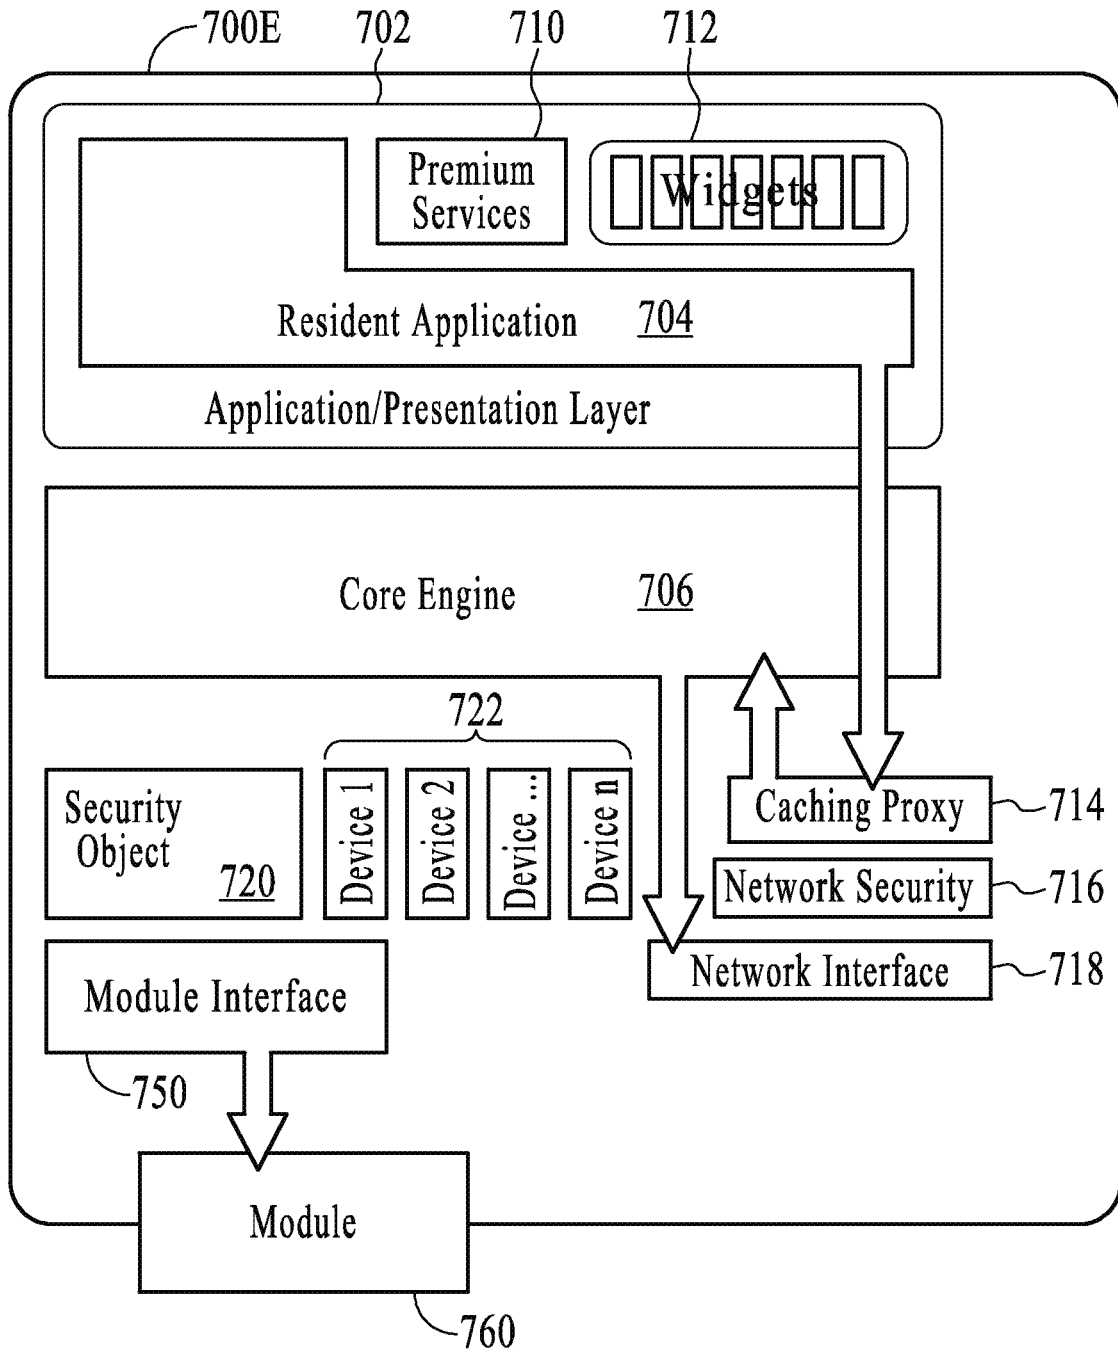 700E 702 710 712
Premium
Services
Widgets
Resident Application 704
Application/Presentation Layer
Core Engine 706
722
Security
Object
720
Device 1
Device 2
Device ...
Device n
Caching Proxy 714
Network Security 716
Network Interface 718
Module Interface
750
Module
760